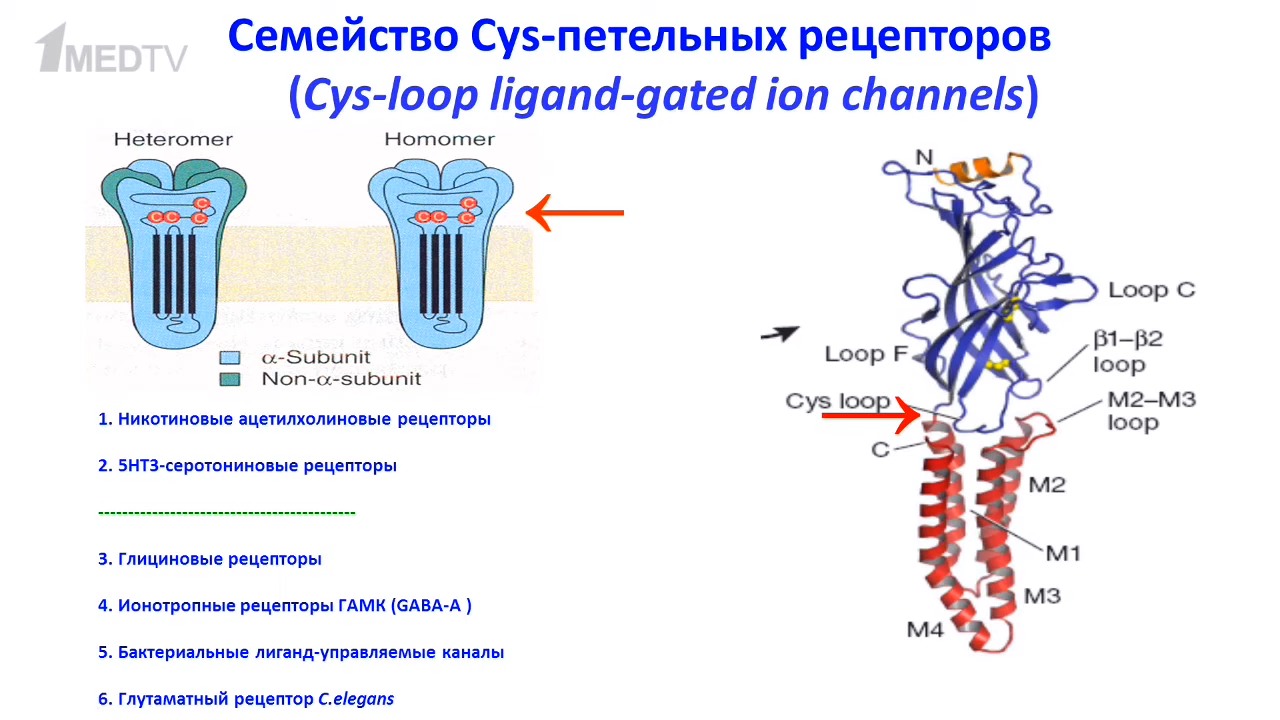 1MEDTV
Семейство Cys-петельных рецепторов
(Cys-loop ligand-gated ion channels)
Heteromer
Homomer
C
C C C
C
C C C
α-Subunit
Non-α-subunit
1. Никотиновые ацетилхолиновые рецепторы
2. 5HT3-серотониновые рецепторы
-------------------------------------------
3. Глициновые рецепторы
4. Ионотропные рецепторы ГАМК (GABA-A )
5. Бактериальные лиганд-управляемые каналы
6. Глутаматный рецептор C.elegans
N
Loop C
β1–β2
loop
Loop F
Cys loop
M2–M3
loop
C
M2
M1
M3
M4